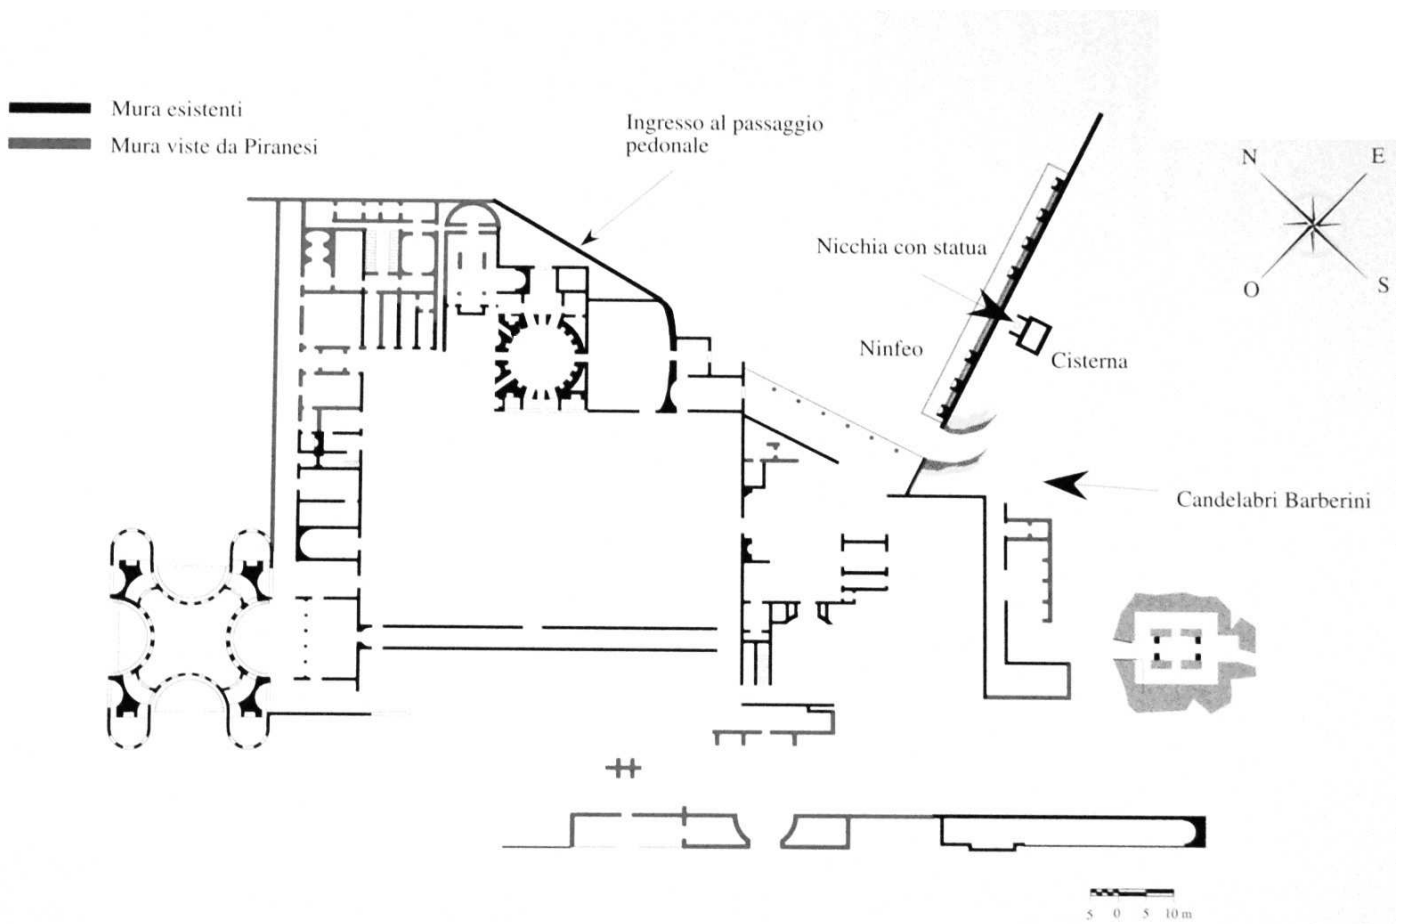 Mura esistenti
Mura viste da Piranesi
Ingresso al passaggio
pedonale
N
E
Nicchia con statua
O
S
Ninfeo
Cisterna
Candelabri Barberini
5 0 5 10 m